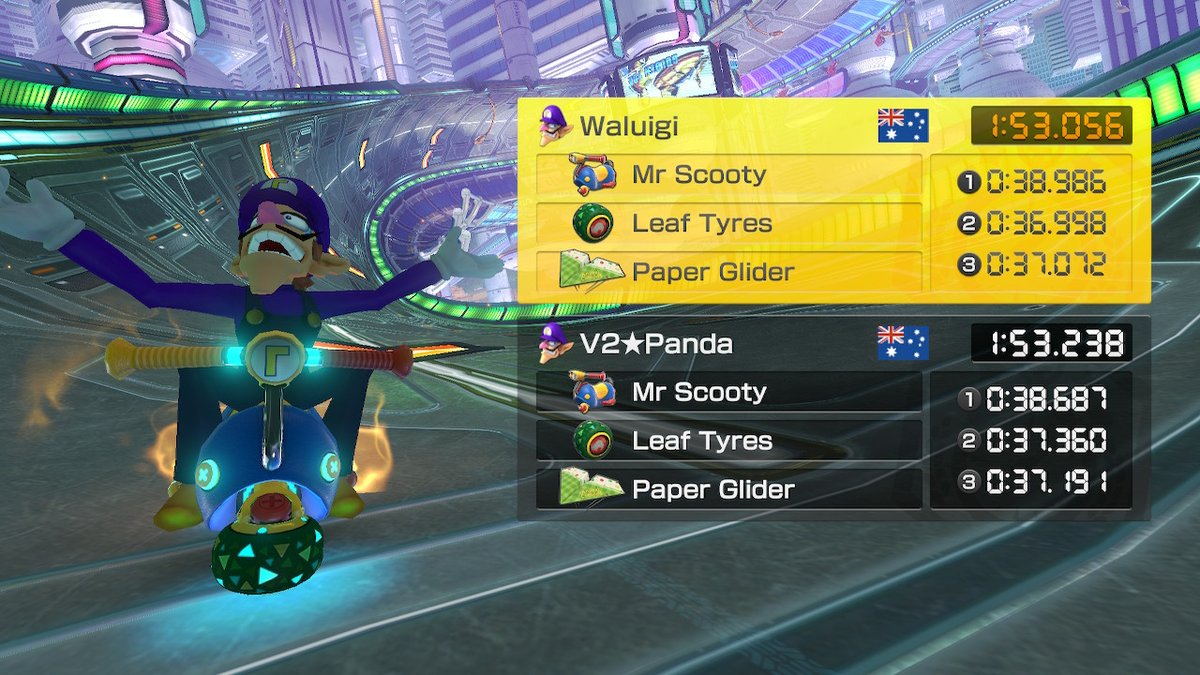 Waluigi 1:53.056
Mr Scooty 1 0:38.986
Leaf Tyres 2 0:36.998
Paper Glider 3 0:37.072
V2★Panda 1:53.238
Mr Scooty 1 0:38.687
Leaf Tyres 2 0:37.360
Paper Glider 3 0:37.191